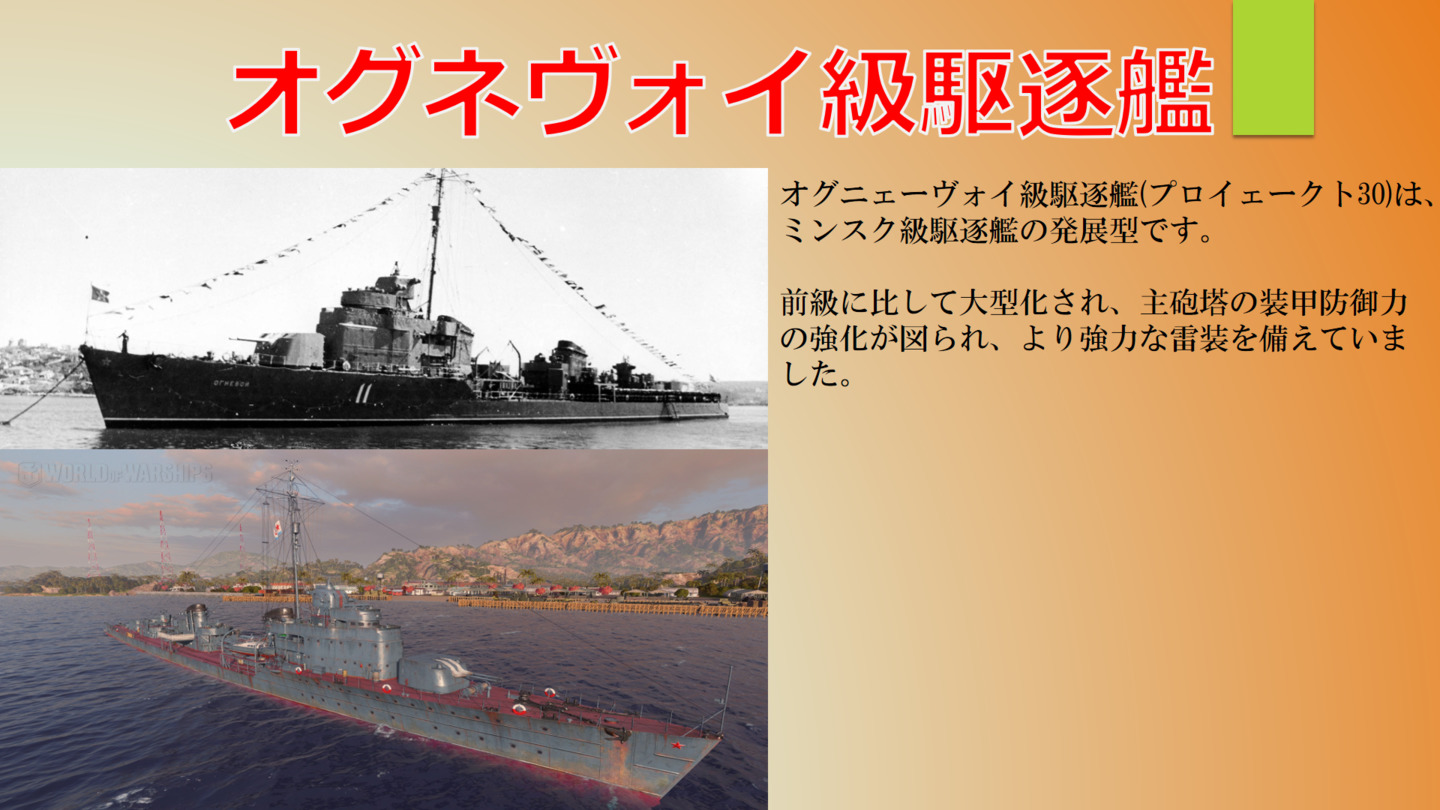 オグネヴォイ級駆逐艦
オグニェーヴォイ級駆逐艦(プロイェークト30)は、
ミンスク級駆逐艦の発展型です。
前級に比して大型化され、主砲塔の装甲防御力
の強化が図られ、より強力な雷装を備えていま
した。
ОГНЕВОЙ
11
WORLD OF WARSHIPS